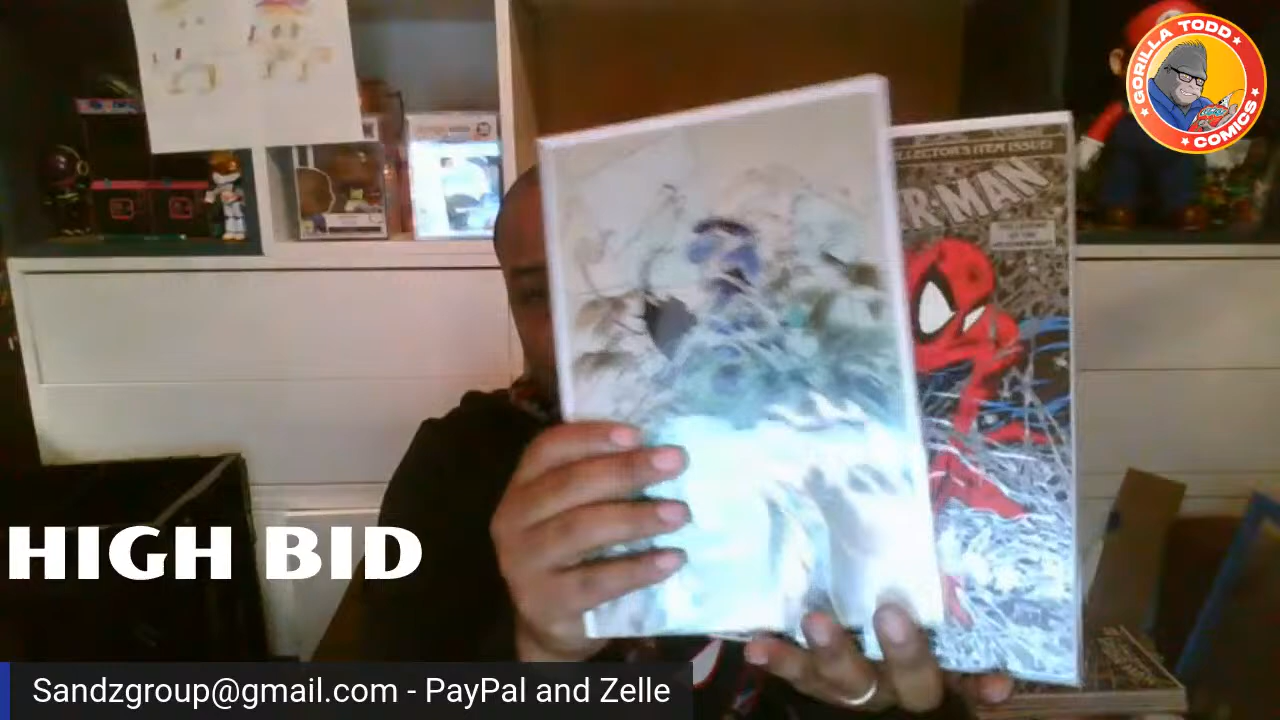 GORILLA TODD
COMICS
COLLECTOR'S ITEM ISSUE!
R-MAN
HIGH BID
Sandzgroup@gmail.com - PayPal and Zelle